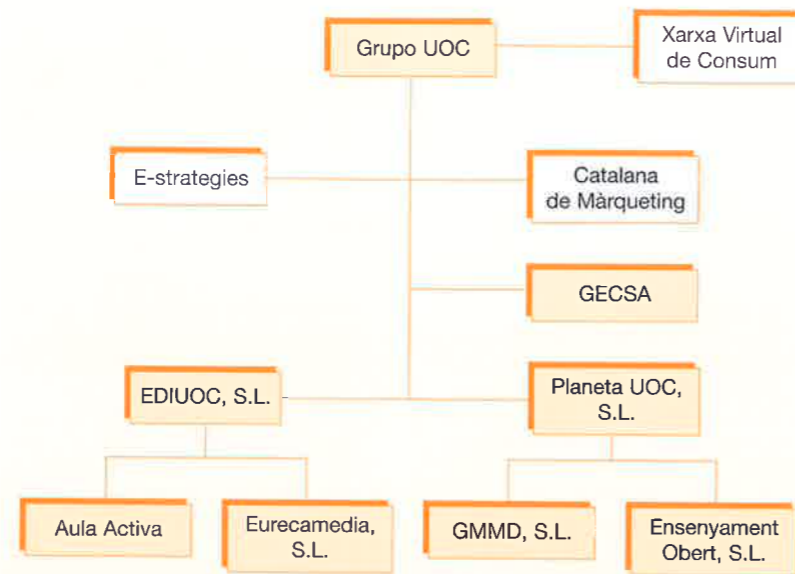 Grupo UOC
Xarxa Virtual
de Consum
E-strategies
Catalana
de Màrqueting
GECSA
EDIUOC, S.L.
Planeta UOC,
S.L.
Aula Activa
Eurecamedia,
S.L.
GMMD, S.L.
Ensenyament
Obert, S.L.